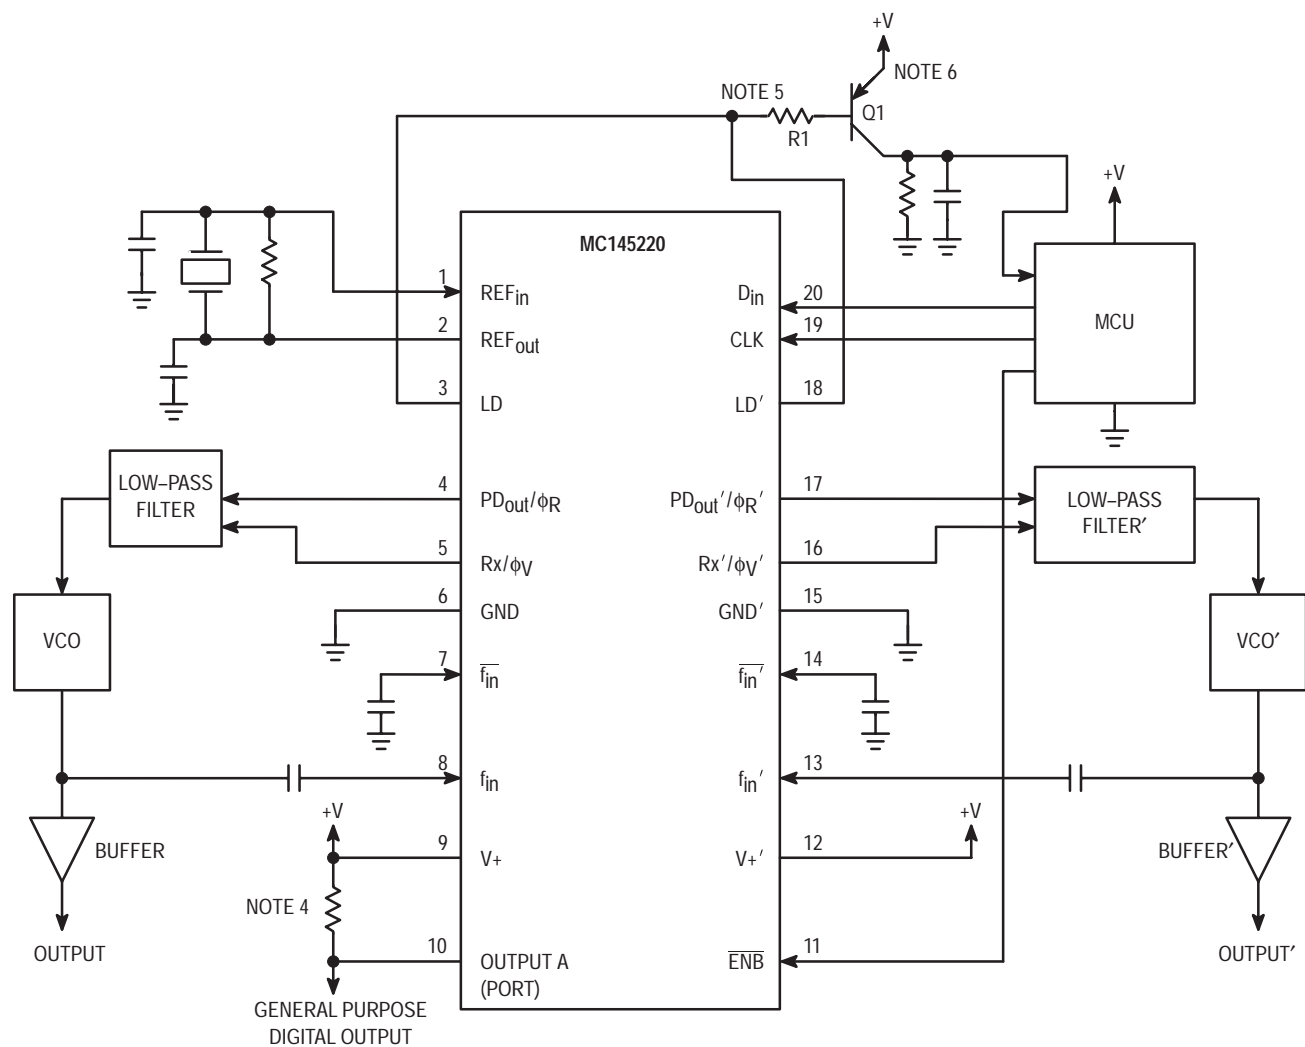 +V
NOTE 6
NOTE 5
Q1
R1
+V
MC145220
1
REFin
2
REFout
3
LD
Din
20
CLK
19
LD′
18
MCU
LOW–PASS
FILTER
4
PDout/ϕR
5
Rx/ϕV
6
GND
PDout′/ϕR′
17
Rx′/ϕV′
16
GND′
15
LOW–PASS
FILTER′
VCO
VCO′
7
fin
fin′
14
8
fin
fin′
13
+V
9
V+
V+′
12
+V
BUFFER
BUFFER′
NOTE 4
10
OUTPUT A
(PORT)
ENB
11
OUTPUT
OUTPUT′
GENERAL PURPOSE
DIGITAL OUTPUT